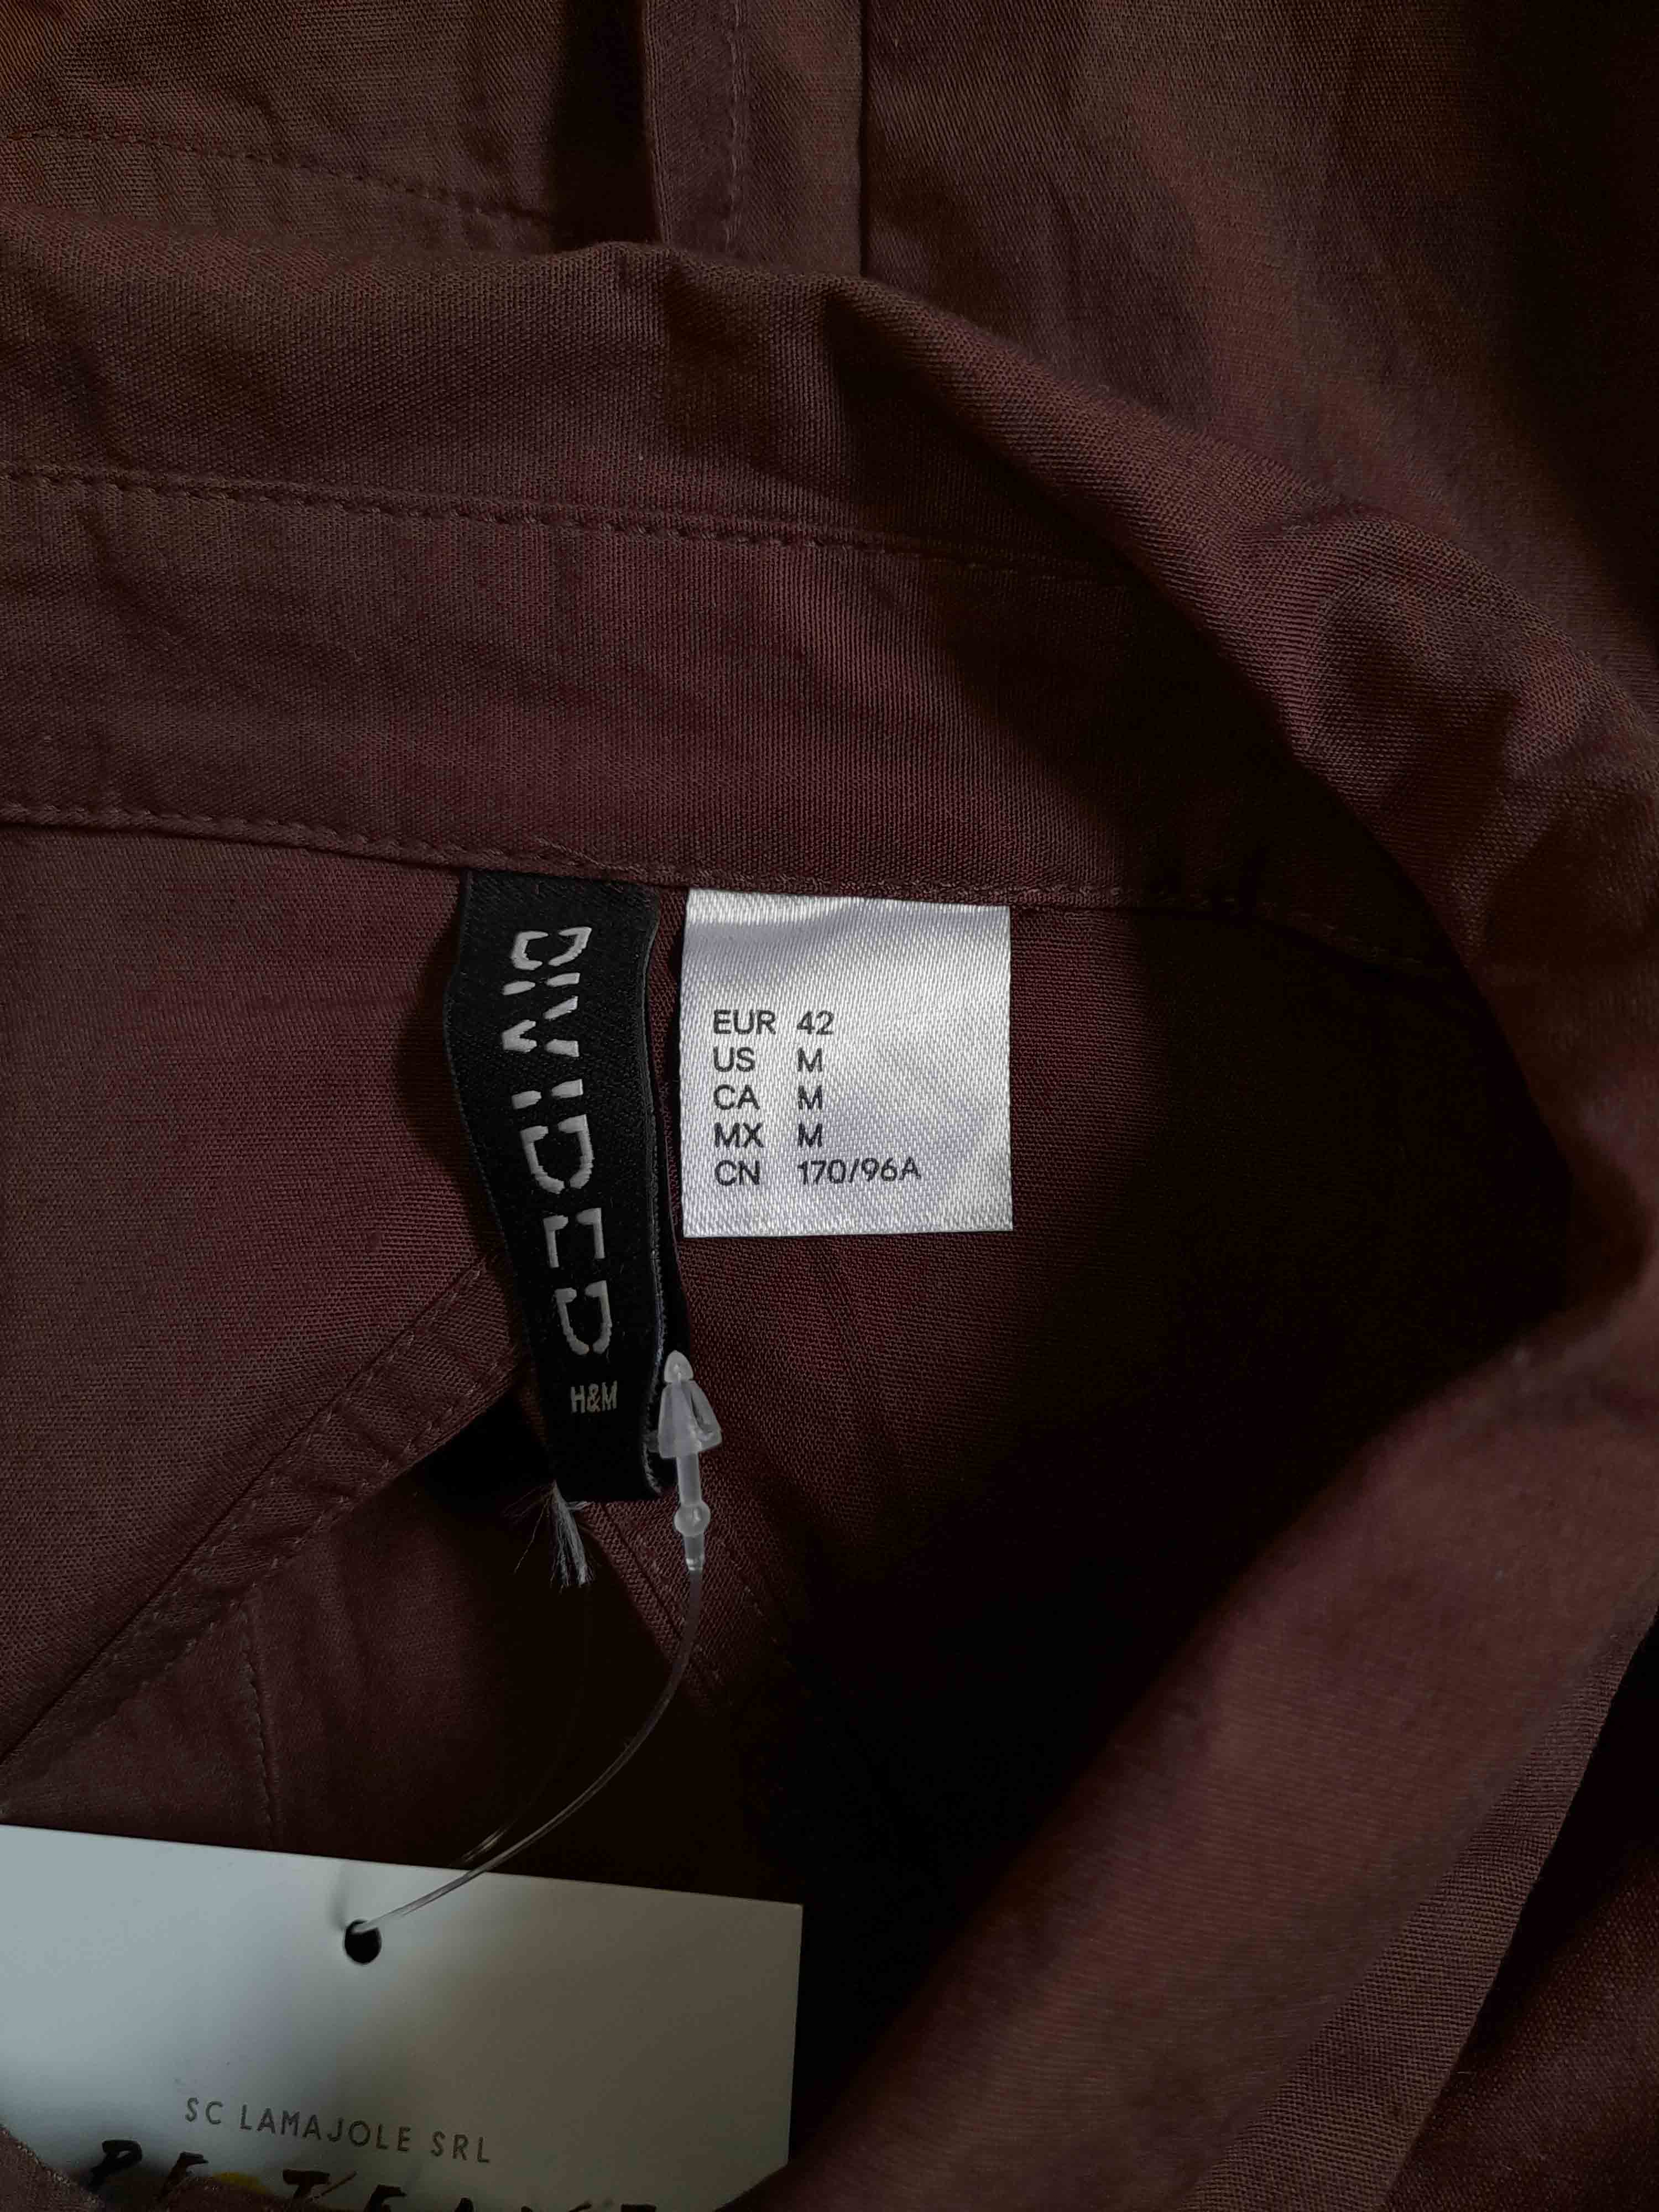 DIVIDED
H&M
EUR 42
US M
CA M
MX M
CN 170/96A
SC LAMAJOLE SRL